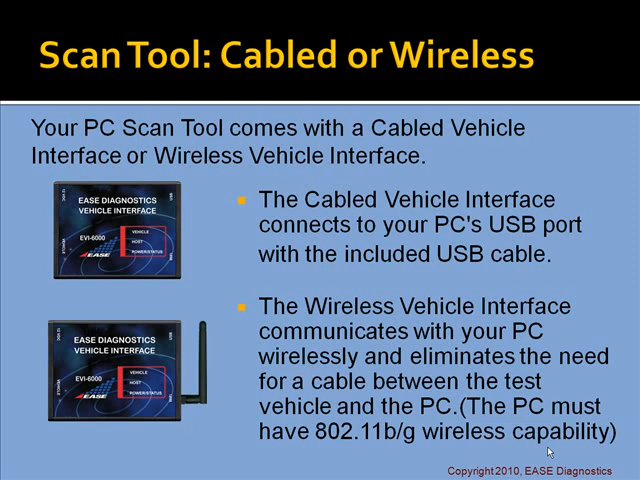 Scan Tool: Cabled or Wireless
Your PC Scan Tool comes with a Cabled Vehicle
Interface or Wireless Vehicle Interface.
EASE DIAGNOSTICS
VEHICLE INTERFACE
EVI-6000
VEHICLE
HOST
POWER/STATUS
EASE
USB
The Cabled Vehicle Interface
connects to your PC's USB port
with the included USB cable.
EASE DIAGNOSTICS
VEHICLE INTERFACE
EVI-6000
VEHICLE
HOST
POWER/STATUS
EASE
USB
The Wireless Vehicle Interface
communicates with your PC
wirelessly and eliminates the need
for a cable between the test
vehicle and the PC.(The PC must
have 802.11b/g wireless capability)
Copyright 2010, EASE Diagnostics